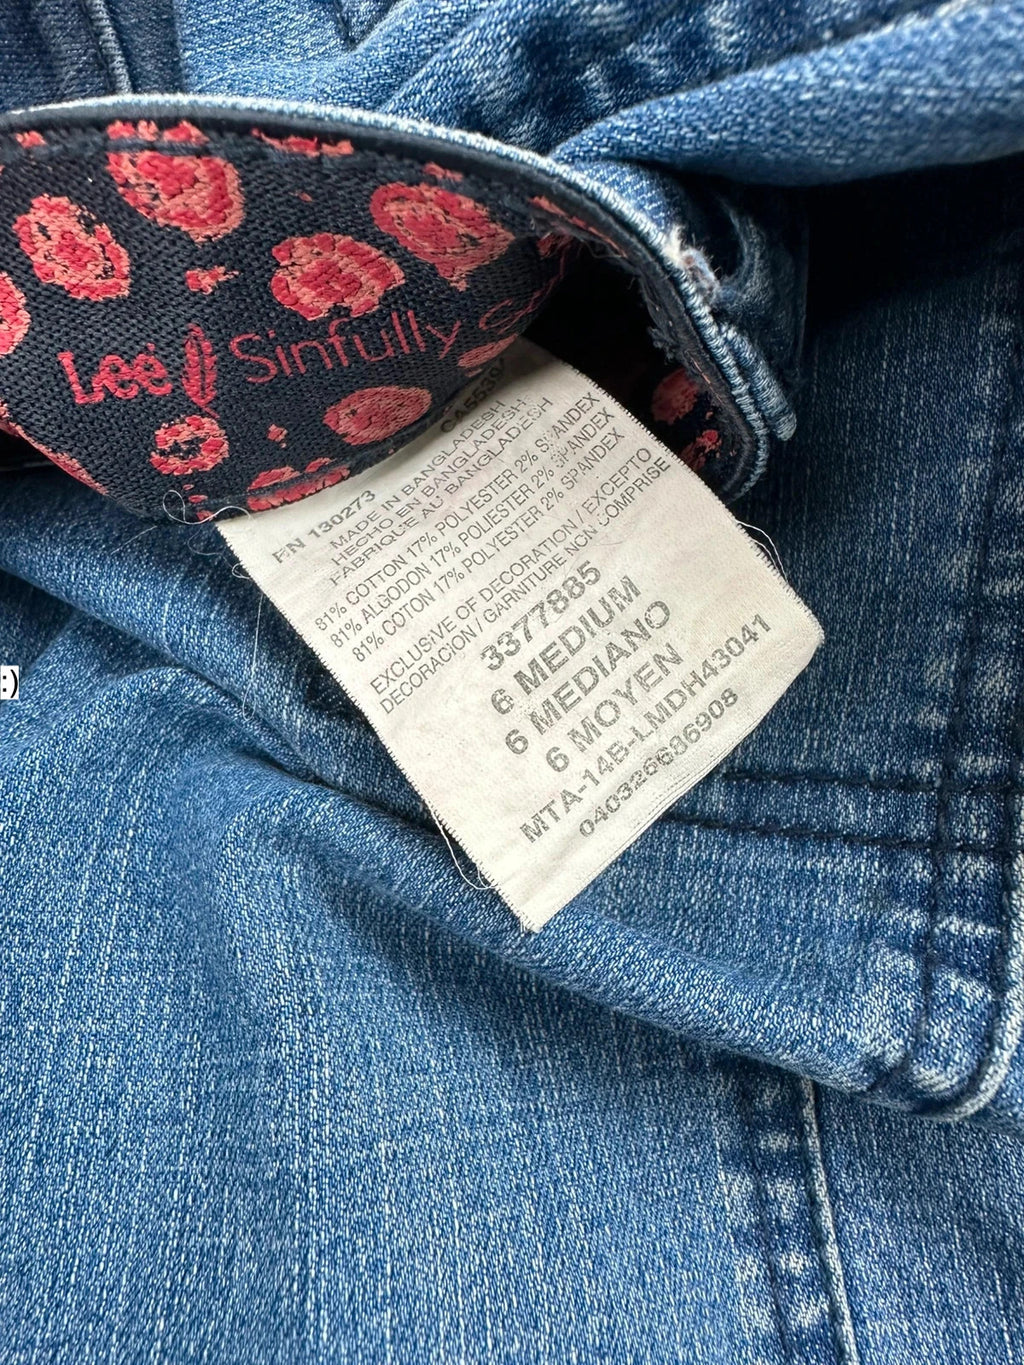 Lee Sinfully
RN 130273
MADE IN BANGLADESH
HECHO EN BANGLADESH
FABRIQUE AU BANGLADESH
81% COTTON 17% POLYESTER 2% SPANDEX
81% ALGODON 17% POLIESTER 2% SPANDEX
81% COTON 17% POLYESTER 2% SPANDEX
EXCLUSIVE OF DECORATION / EXCEPTO
DECORACION / GARNITURE NON COMPRISE
3377885
6 MEDIUM
6 MEDIANO
6 MOYEN
MTA-14B-LMDH43041
040326686908
:)